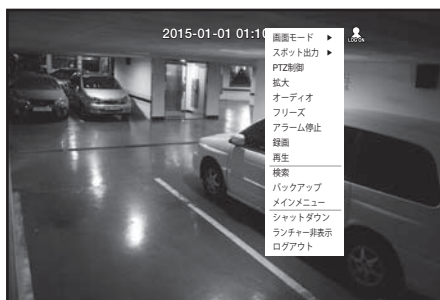 2015-01-01 01:10
LOG ON
画面モード ▶
スポット出力 ▶
PTZ制御
拡大
オーディオ
フリーズ
アラーム停止
録画
再生
検索
バックアップ
メインメニュー
シャットダウン
ランチャー非表示
ログアウト